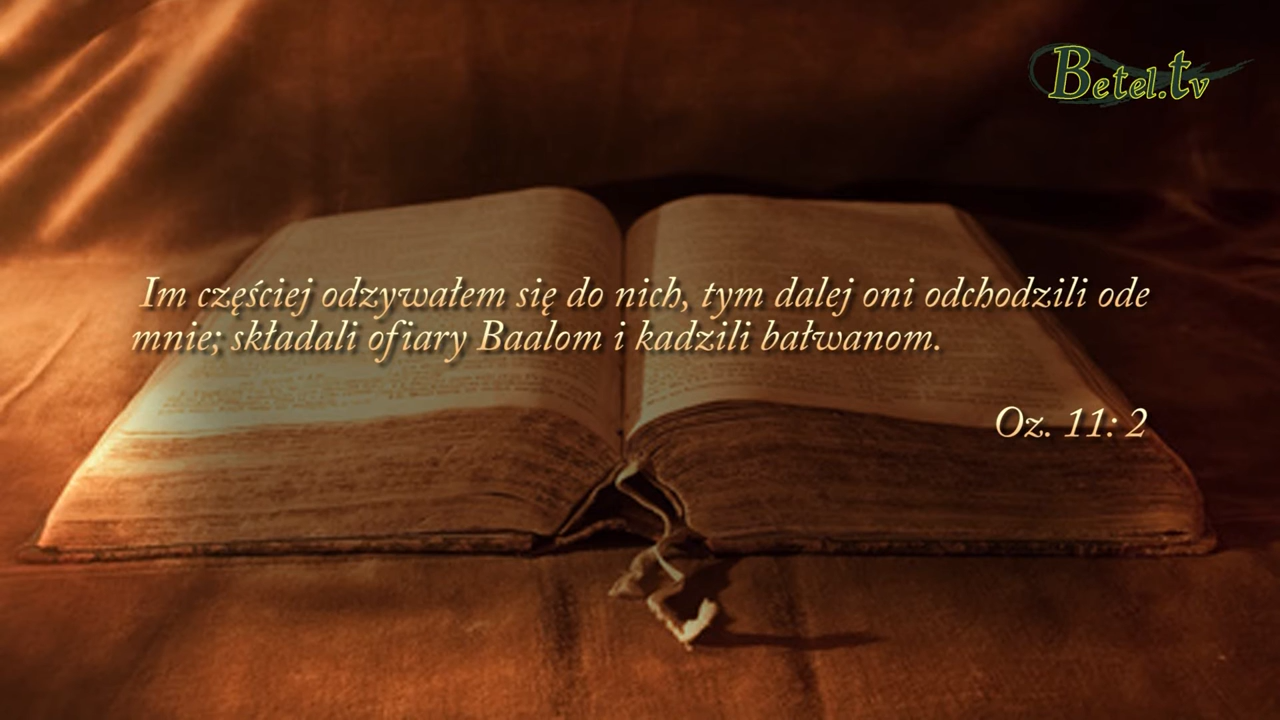 Betel.tv
Im częściej odzywałem się do nich, tym dalej oni odchodzili ode
mnie; składali ofiary Baalom i kadzili bałwanom.
Oz. 11: 2